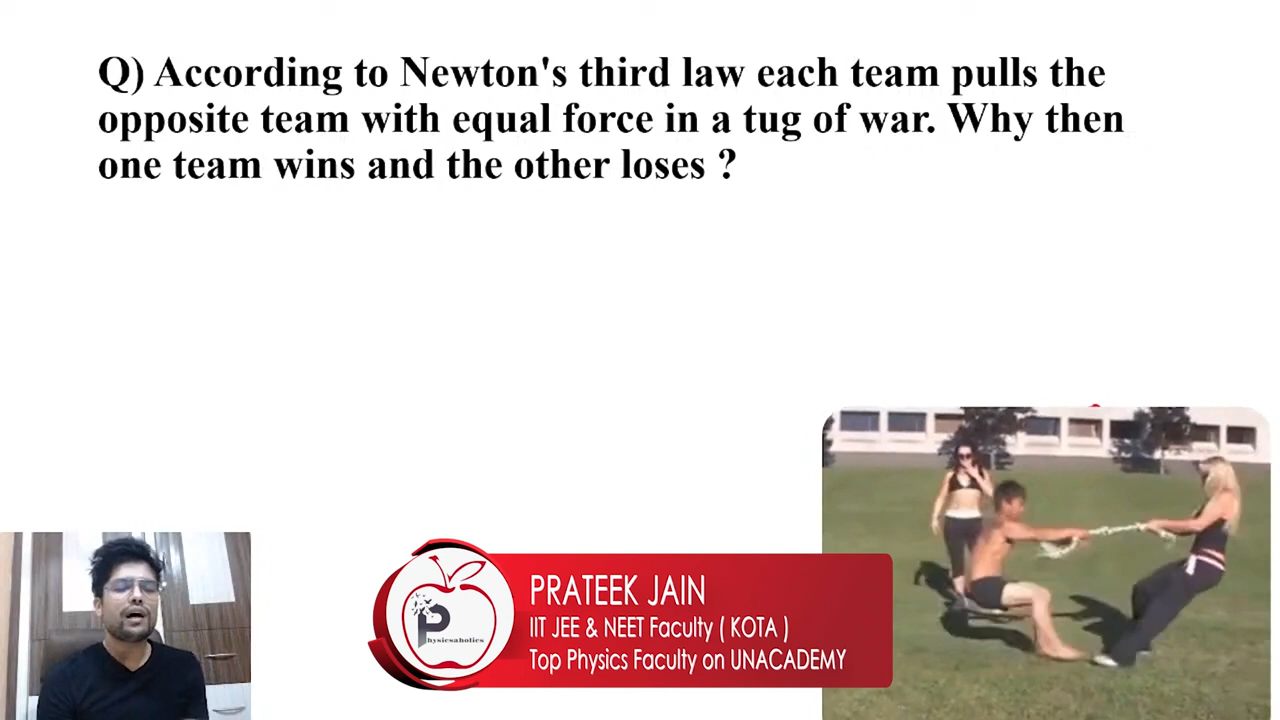 Q) According to Newton's third law each team pulls the
opposite team with equal force in a tug of war. Why then
one team wins and the other loses ?
Physicsaholics
PRATEEK JAIN
IIT JEE & NEET Faculty ( KOTA )
Top Physics Faculty on UNACADEMY